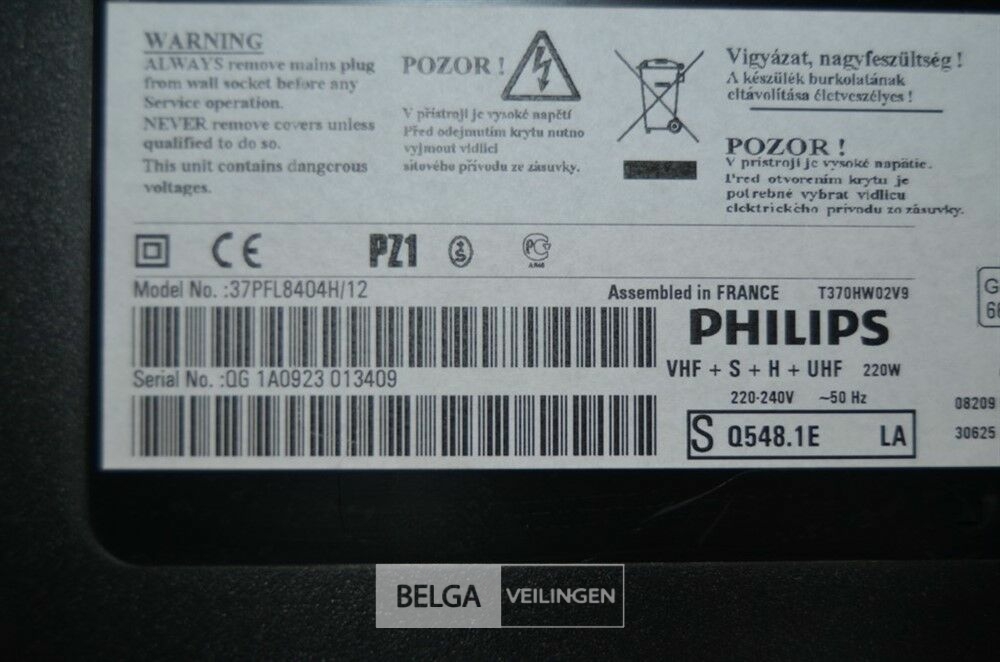 WARNING
ALWAYS remove mains plug
from wall socket before any
Service operation.
NEVER remove covers unless
qualified to do so.
This unit contains dangerous
voltages.
POZOR !
V přístroji je vysoké napětí
Před odejmutím krytu nutno
vyjmout vidlici
síťového přívodu ze zásuvky.
Vigyázat, nagyfeszültség !
A készülék burkolatának
eltávolítása életveszélyes !
POZOR !
V prístroji je vysoké napätie.
Pred otvorením krytu je
potrebné vybrat vidlicu
elektrického prívodu zo zásuvky.
CE
PZ1
S
PC
Model No. :37PFL8404H/12
Assembled in FRANCE T370HW02V9
PHILIPS
VHF + S + H + UHF 220W
Serial No. :QG 1A0923 013409
220-240V ~50 Hz
S Q548.1E LA
08209
30625
BELGA VEILINGEN